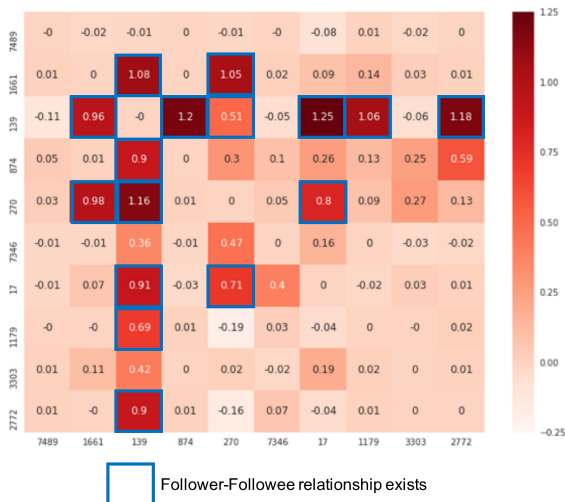 7489 -0 -0.02 -0.01 0 -0.01 -0 -0.08 0.01 -0.02 0
1661 0.01 0 1.08 0 1.05 0.02 0.09 0.14 0.03 0.01
139 -0.11 0.96 -0 1.2 0.51 -0.05 1.25 1.06 -0.06 1.18
874 0.05 0.01 0.9 0 0.3 0.1 0.26 0.13 0.25 0.59
270 0.03 0.98 1.16 0.01 0 0.05 0.8 0.09 0.27 0.13
7346 -0.01 -0.01 0.36 -0.01 0.47 0 0.16 0 -0.03 -0.02
17 -0.01 0.07 0.91 -0.03 0.71 0.4 0 -0.02 0.03 0.01
1179 -0 -0 0.69 0.01 -0.19 0.03 -0.04 0 -0 0.02
3303 0.01 0.11 0.42 0 0.02 -0.02 0.19 0.02 0 0.01
2772 0.01 -0 0.9 0.01 -0.16 0.07 -0.04 0.01 0 0
7489 1661 139 874 270 7346 17 1179 3303 2772
1.25
1.00
0.75
0.50
0.25
0.00
-0.25
Follower-Followee relationship exists